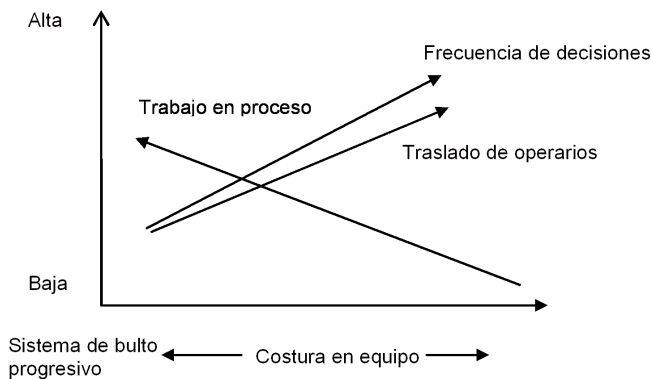 Alta
Frecuencia de decisiones
Trabajo en proceso
Traslado de operarios
Baja
Sistema de bulto
progresivo
Costura en equipo